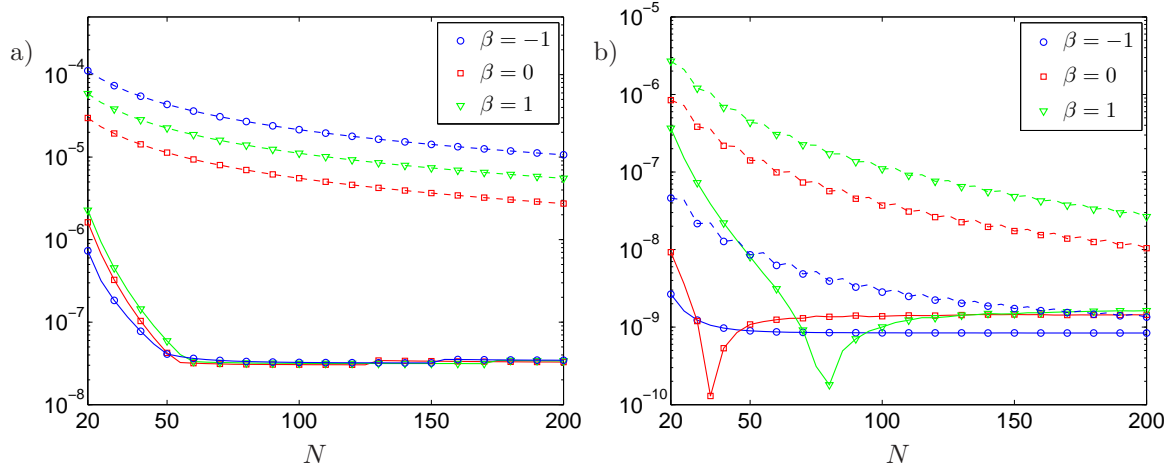 a)
10^{-4}
10^{-5}
10^{-6}
10^{-7}
10^{-8}
20 50 100 150 200
N
β = −1
β = 0
β = 1
b)
10^{-5}
10^{-6}
10^{-7}
10^{-8}
10^{-9}
10^{-10}
20 50 100 150 200
N
β = −1
β = 0
β = 1